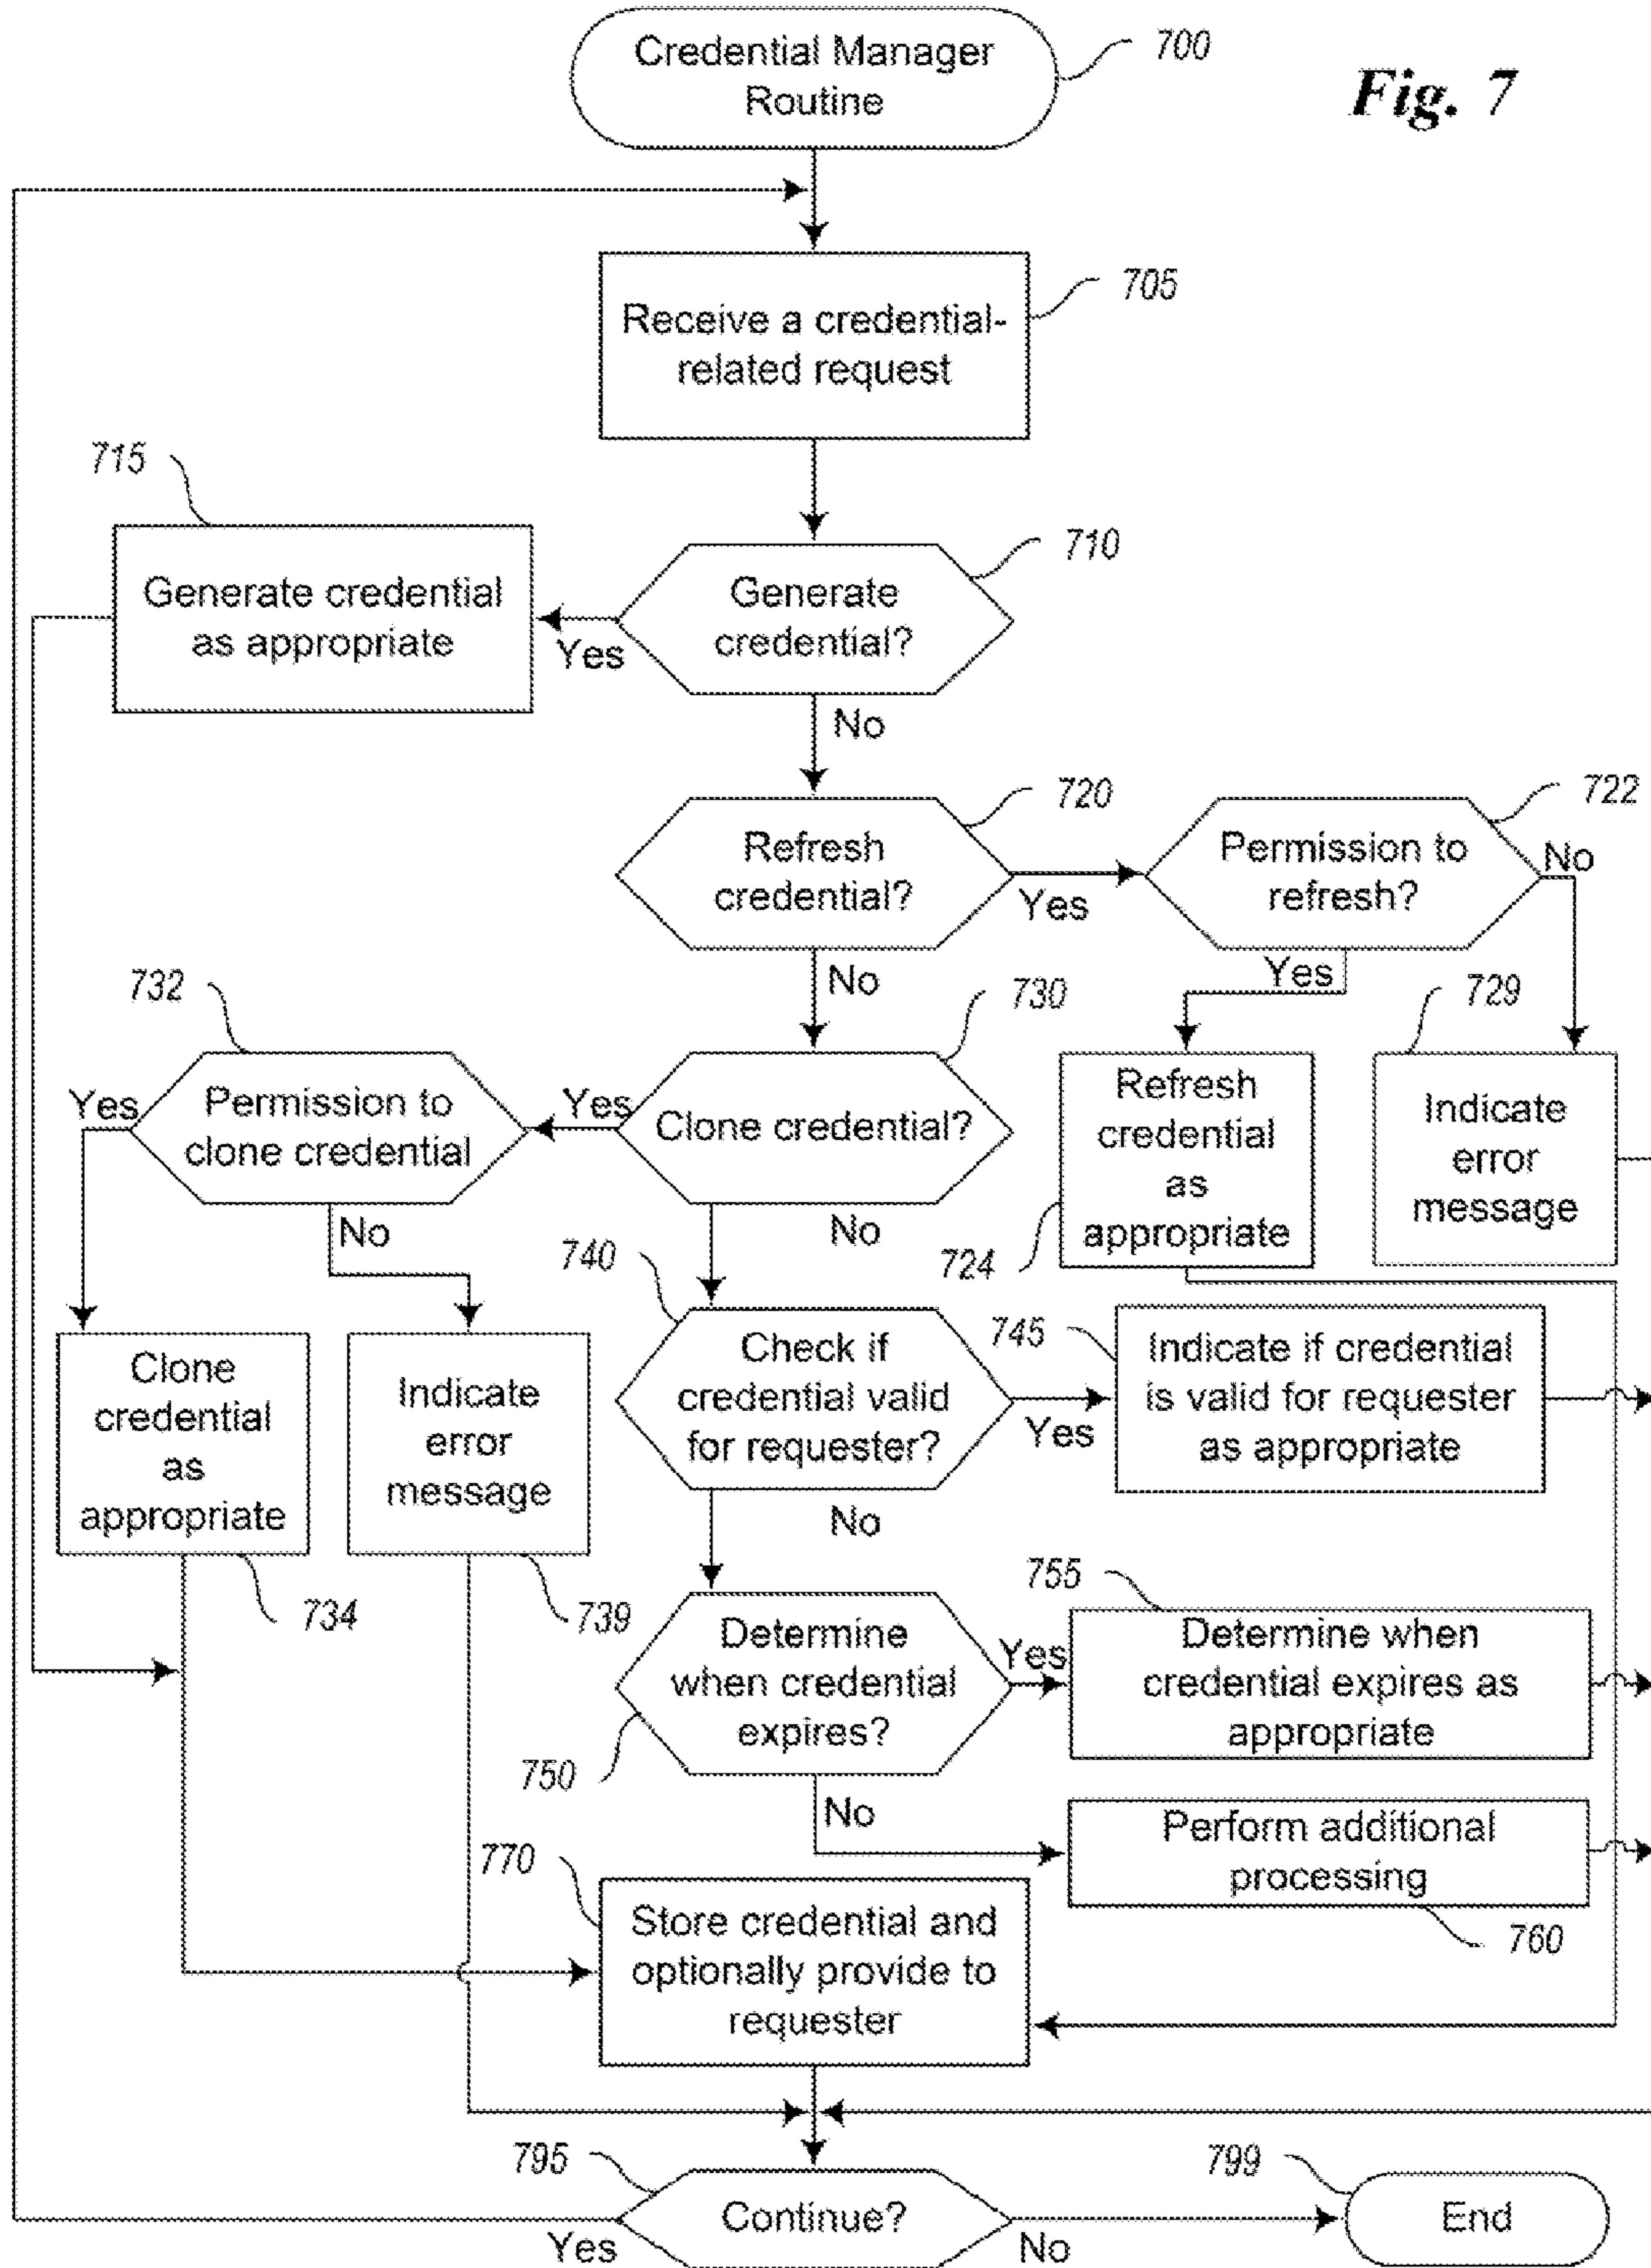 Credential Manager
Routine
700
Fig. 7
Receive a credential-
related request
705
715
Generate credential
as appropriate
Yes
Generate
credential?
710
No
Refresh
credential?
720
Yes
Permission to
refresh?
722
No
Yes
No
732
Permission to
clone credential
Yes
Yes
Clone credential?
730
Refresh
credential
as
appropriate
724
729
Indicate
error
message
No
No
Clone
credential
as
appropriate
734
Indicate
error
message
739
740
Check if
credential valid
for requester?
Yes
745
Indicate if credential
is valid for requester
as appropriate
No
Determine
when credential
expires?
750
Yes
755
Determine when
credential expires as
appropriate
No
Perform additional
processing
760
770
Store credential and
optionally provide to
requester
795
Continue?
Yes
No
799
End